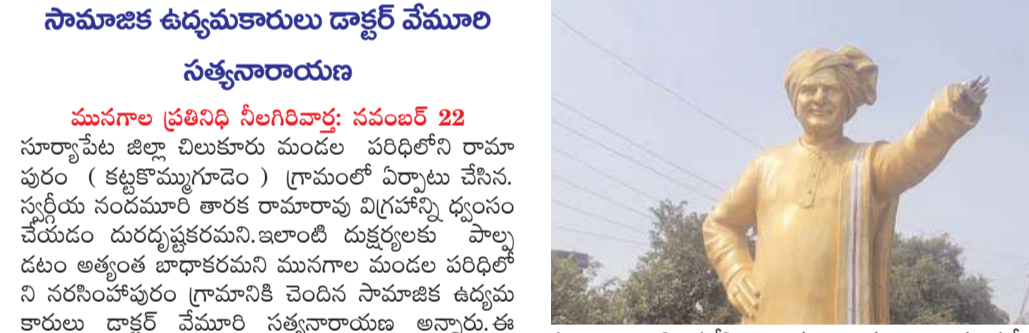 సామాజిక ఉద్యమకారులు డాక్టర్ వేమూరి
సత్యనారాయణ
మునగాల ప్రతినిధి నీలగిరివార్త: నవంబర్ 22
సూర్యాపేట జిల్లా చిలుకూరు మండల పరిధిలోని రామా
పురం ( కట్టకొమ్ముగూడెం ) గ్రామంలో ఏర్పాటు చేసిన.
స్వర్గీయ నందమూరి తారక రామారావు విగ్రహాన్ని ధ్వంసం
చేయడం దురదృష్టకరమని.ఇలాంటి దుశ్చర్యలకు పాల్ప
డటం అత్యంత బాధాకరమని మునగాల మండల పరిధిలో
ని నరసింహాపురం గ్రామానికి చెందిన సామాజిక ఉద్యమ
కారులు డాక్టర్ వేమూరి సత్యనారాయణ అన్నారు.ఈ